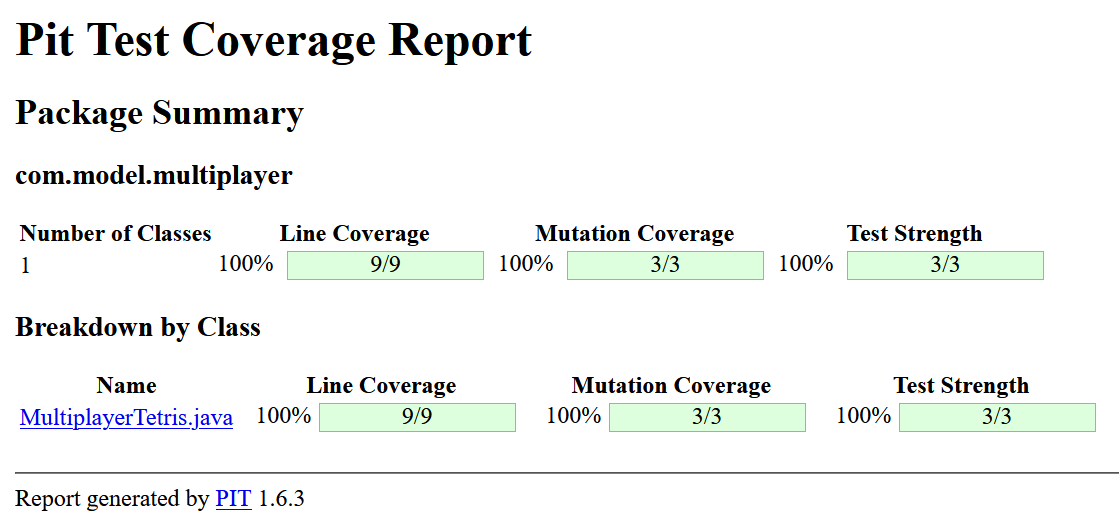 Pit Test Coverage Report
Package Summary
com.model.multiplayer
Number of Classes Line Coverage Mutation Coverage Test Strength
1 100% 9/9 100% 3/3 100% 3/3
Breakdown by Class
Name Line Coverage Mutation Coverage Test Strength
MultiplayerTetris.java 100% 9/9 100% 3/3 100% 3/3
Report generated by PIT 1.6.3